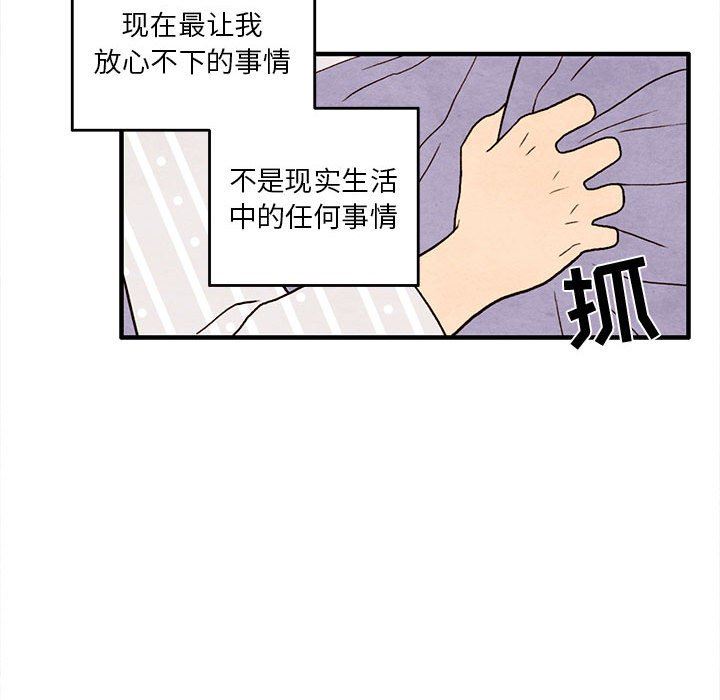 现在最让我
放心不下的事情
不是现实生活
中的任何事情
抓